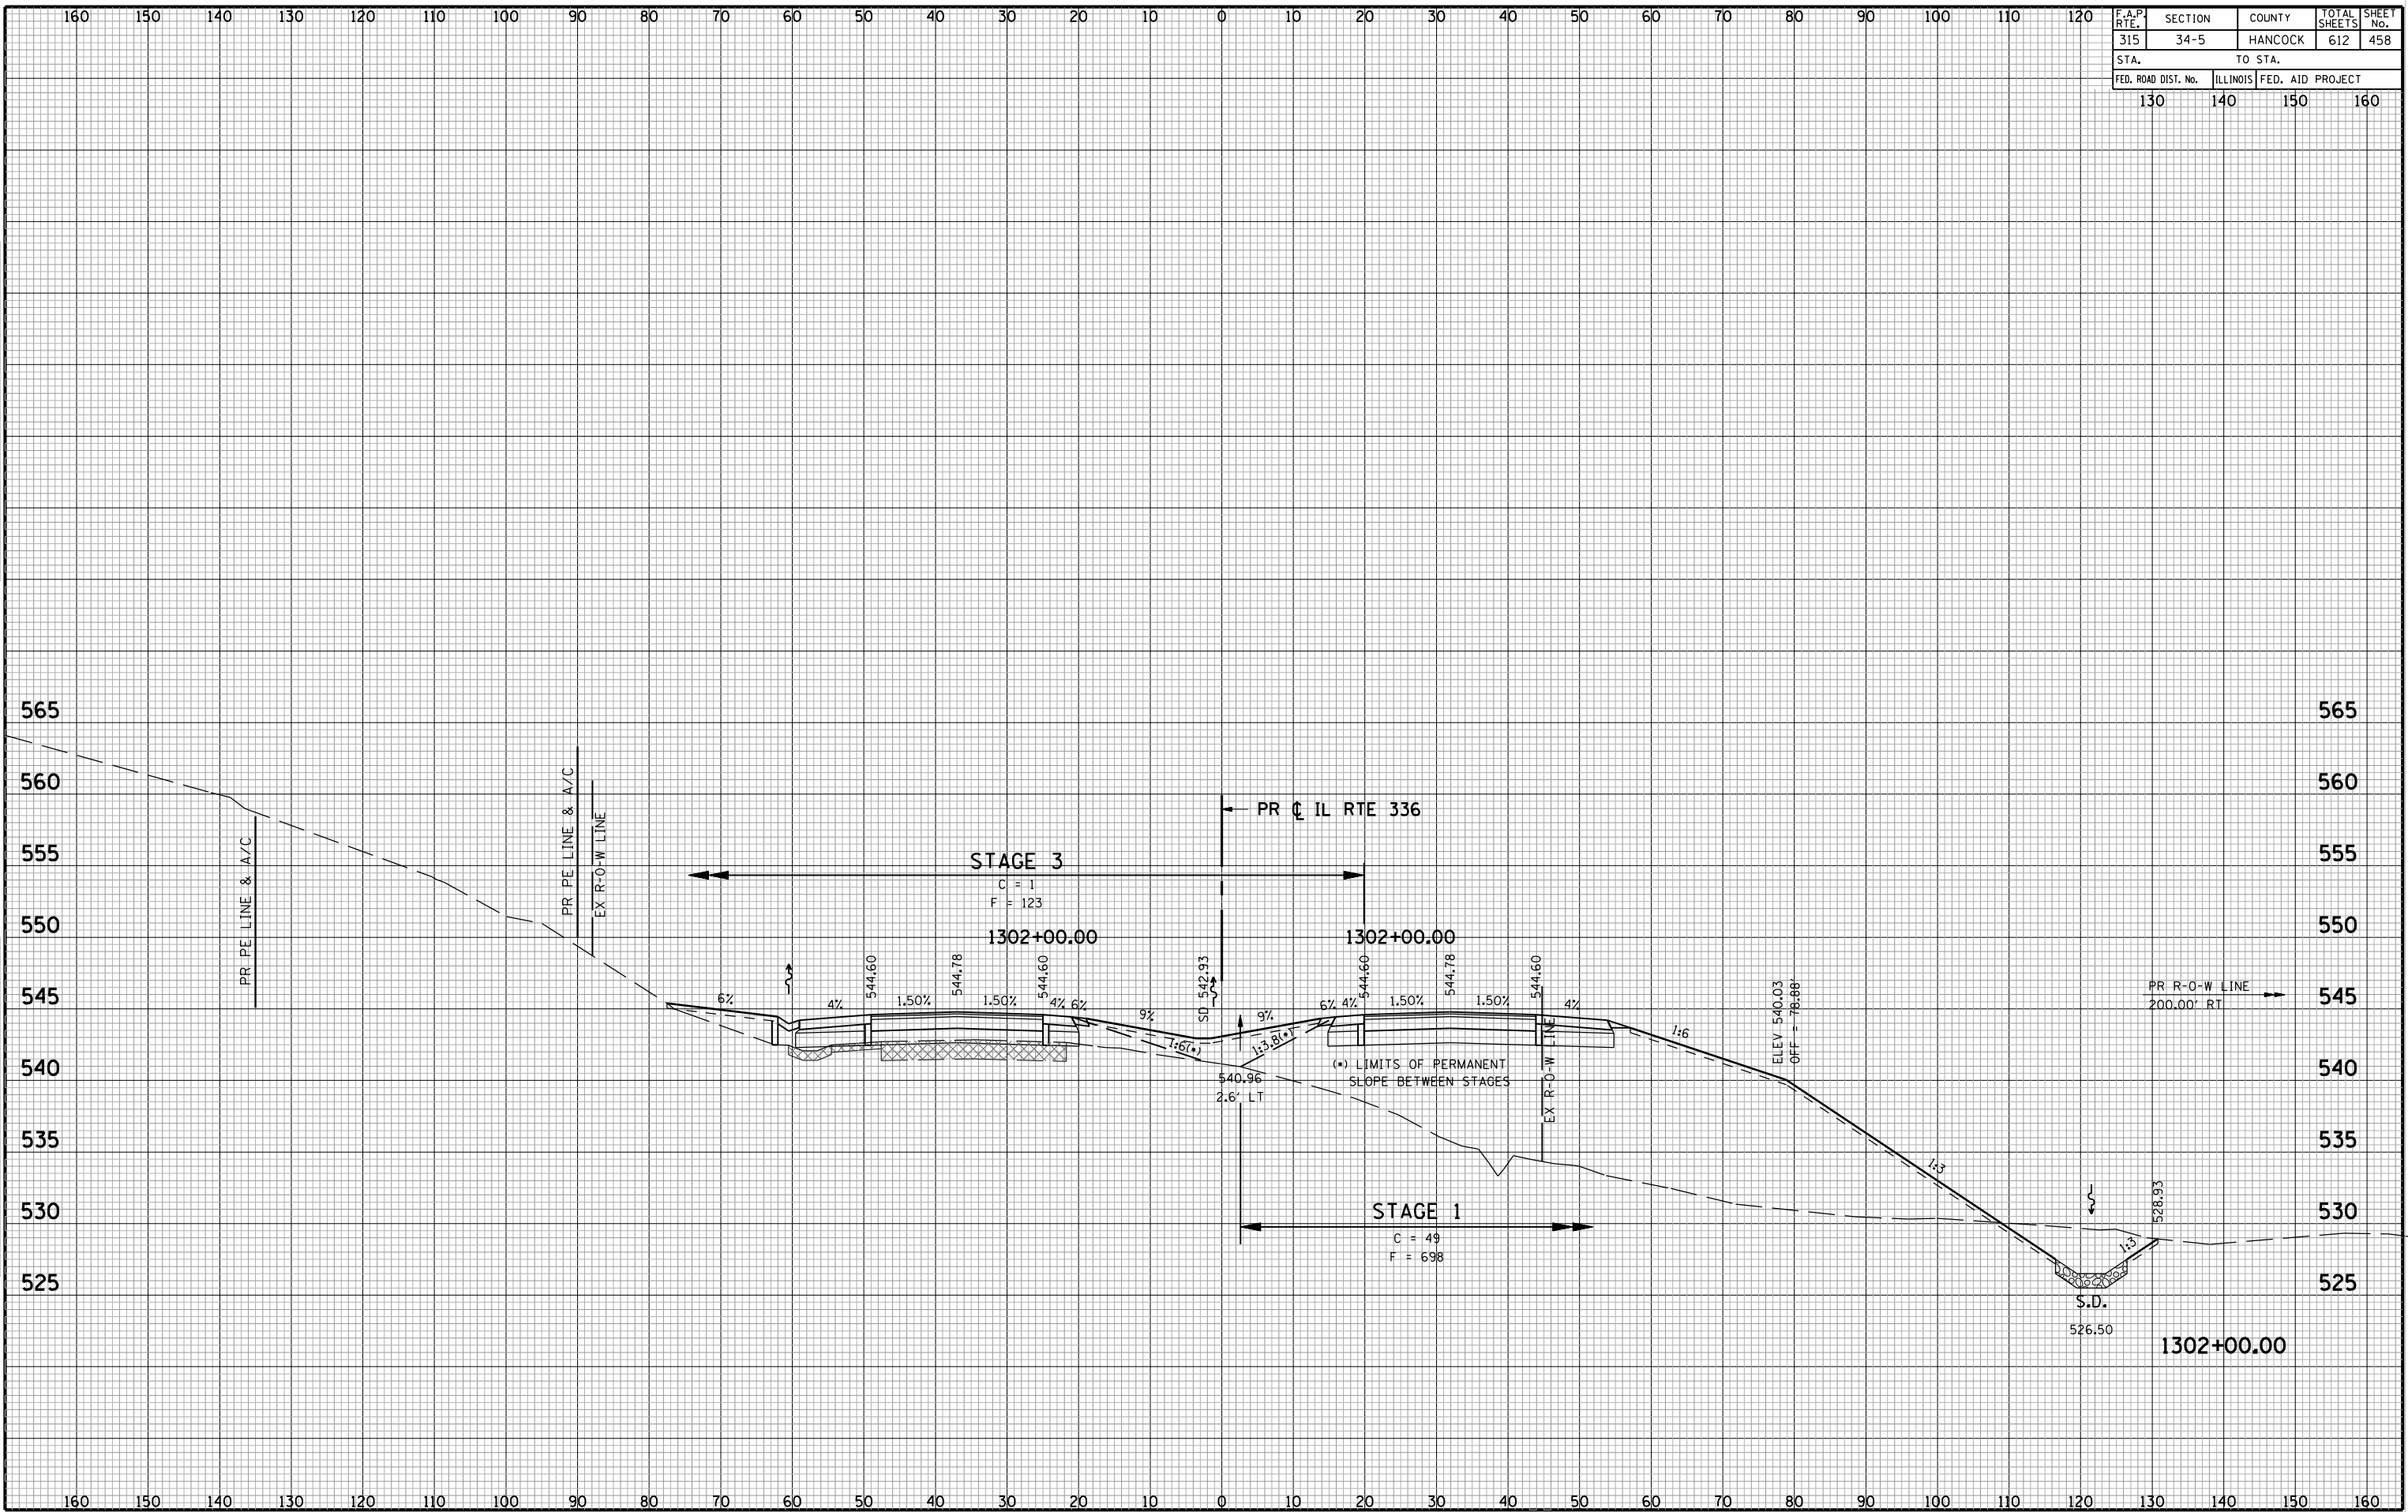 160 150 140 130 120 110 100 90 80 70 60 50 40 30 20 10 0 10 20 30 40 50 60 70 80 90 100 110 120
F.A.P. RTE. SECTION COUNTY TOTAL SHEETS SHEET No.
315 34-5 HANCOCK 612 458
STA. TO STA.
FED. ROAD DIST. No. ILLINOIS FED. AID PROJECT
130 140 150 160
565 565
560 560
555 555
550 550
545 545
540 540
535 535
530 530
525 525
PR PE LINE & A/C
PR PE LINE & A/C
EX R-O-W LINE
PR ℄ IL RTE 336
STAGE 3
C = 1
F = 123
1302+00.00 1302+00.00
544.60 544.78 544.60 SD 542.93 544.60 544.78 544.60
6% 4% 1.50% 1.50% 4% 6% 9% 9% 6% 4% 1.50% 1.50% 4%
1:6(*) 1:3.8(*) 1:6
ELEV 540.03
OFF = 78.88'
PR R-O-W LINE
200.00' RT
(*) LIMITS OF PERMANENT
SLOPE BETWEEN STAGES
540.96
2.6' LT
EX R-O-W LINE
1:3
STAGE 1
C = 49
F = 698
528.93
1:3
S.D.
526.50
1302+00.00
160 150 140 130 120 110 100 90 80 70 60 50 40 30 20 10 0 10 20 30 40 50 60 70 80 90 100 110 120 130 140 150 160